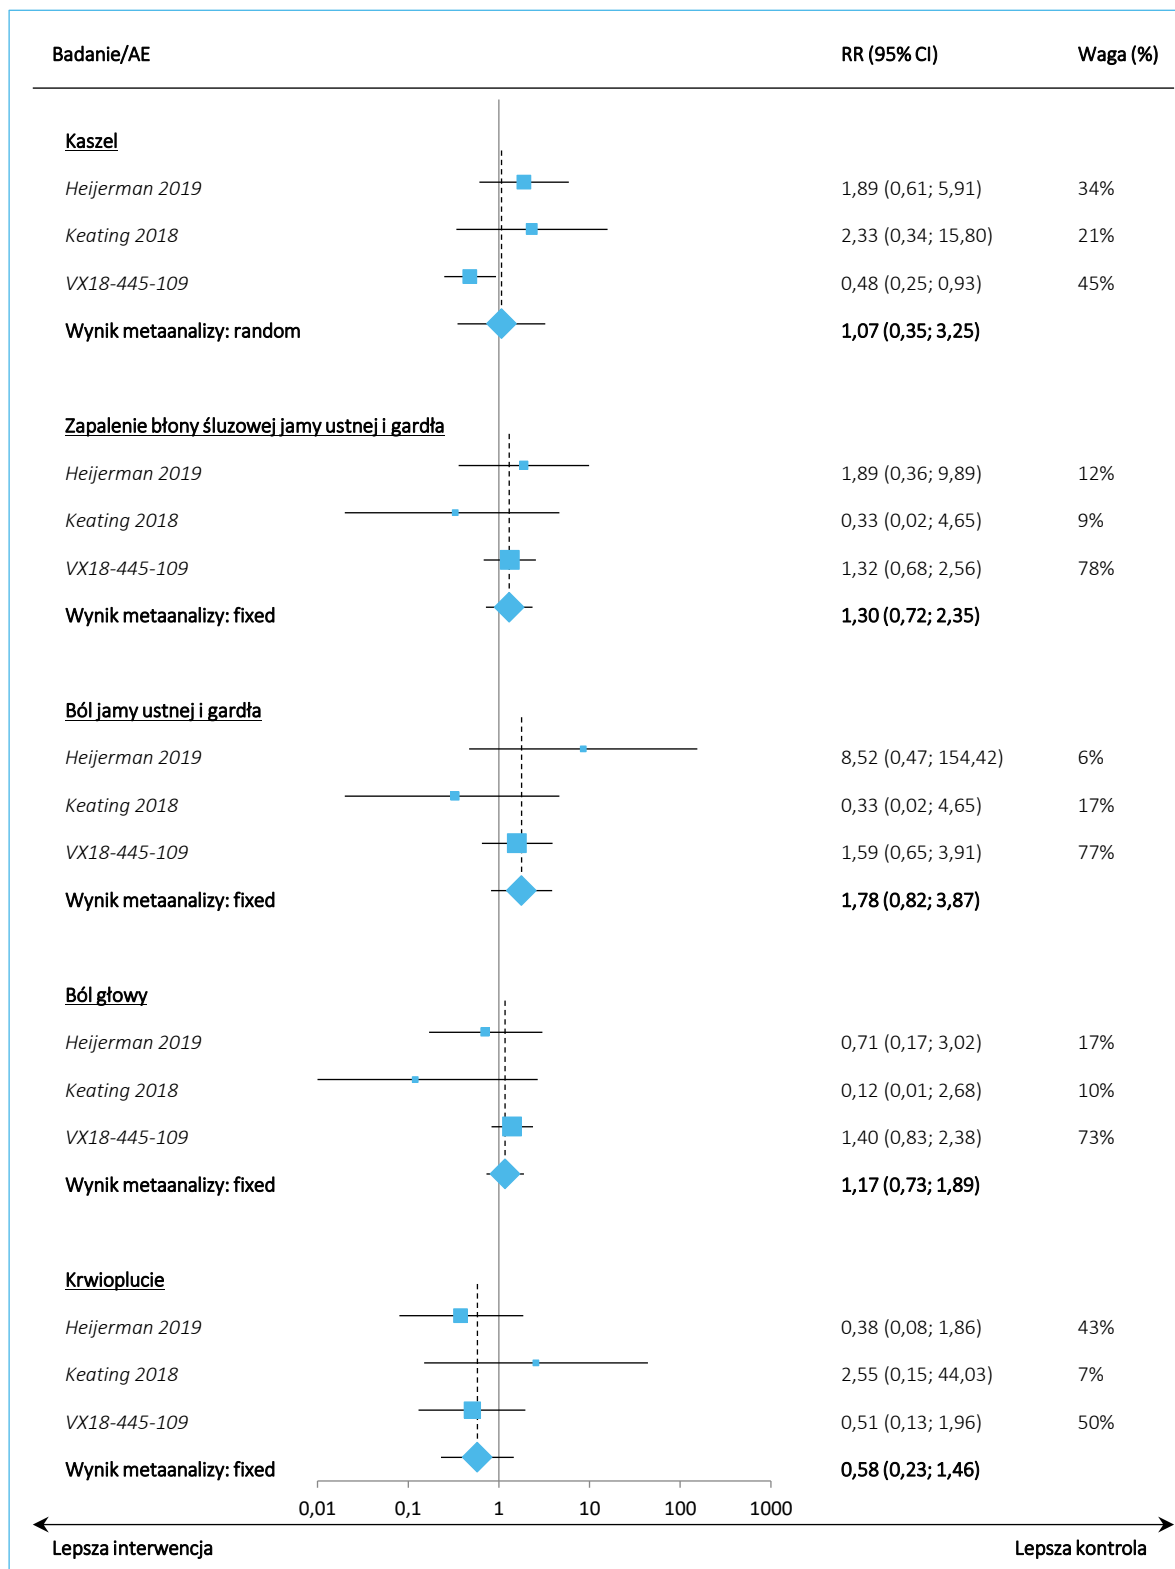 Badanie/AE RR (95% CI) Waga (%)
Kaszel
Heijerman 2019 1,89 (0,61; 5,91) 34%
Keating 2018 2,33 (0,34; 15,80) 21%
VX18-445-109 0,48 (0,25; 0,93) 45%
Wynik metaanalizy: random 1,07 (0,35; 3,25)
Zapalenie błony śluzowej jamy ustnej i gardła
Heijerman 2019 1,89 (0,36; 9,89) 12%
Keating 2018 0,33 (0,02; 4,65) 9%
VX18-445-109 1,32 (0,68; 2,56) 78%
Wynik metaanalizy: fixed 1,30 (0,72; 2,35)
Ból jamy ustnej i gardła
Heijerman 2019 8,52 (0,47; 154,42) 6%
Keating 2018 0,33 (0,02; 4,65) 17%
VX18-445-109 1,59 (0,65; 3,91) 77%
Wynik metaanalizy: fixed 1,78 (0,82; 3,87)
Ból głowy
Heijerman 2019 0,71 (0,17; 3,02) 17%
Keating 2018 0,12 (0,01; 2,68) 10%
VX18-445-109 1,40 (0,83; 2,38) 73%
Wynik metaanalizy: fixed 1,17 (0,73; 1,89)
Krwioplucie
Heijerman 2019 0,38 (0,08; 1,86) 43%
Keating 2018 2,55 (0,15; 44,03) 7%
VX18-445-109 0,51 (0,13; 1,96) 50%
Wynik metaanalizy: fixed 0,58 (0,23; 1,46)
0,01 0,1 1 10 100 1000
Lepsza interwencja Lepsza kontrola